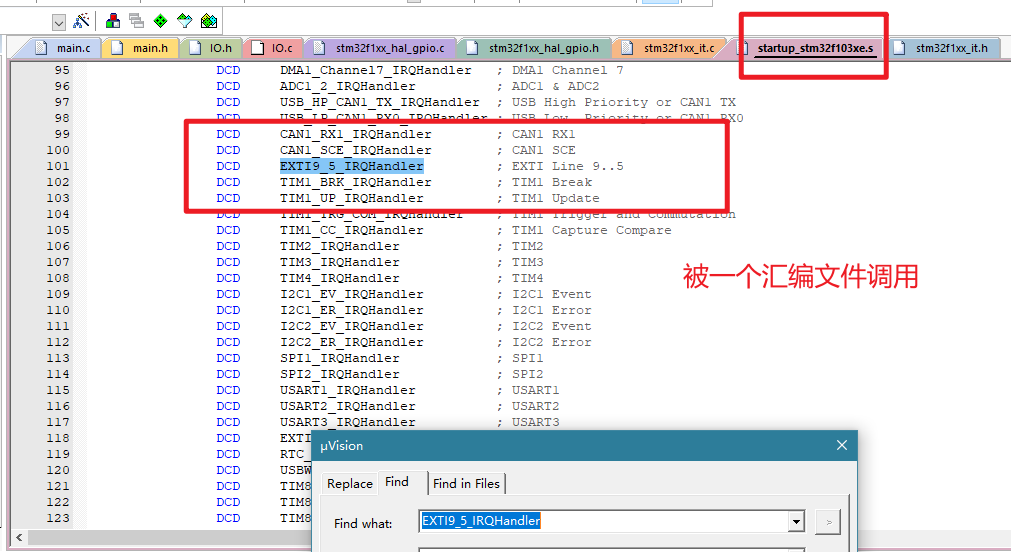 main.c main.h IO.h IO.c stm32f1xx_hal_gpio.c stm32f1xx_hal_gpio.h stm32f1xx_it.c startup_stm32f103xe.s stm32f1xx_it.h
95 DCD DMA1_Channel7_IRQHandler ; DMA1 Channel 7
96 DCD ADC1_2_IRQHandler ; ADC1 & ADC2
97 DCD USB_HP_CAN1_TX_IRQHandler ; USB High Priority or CAN1 TX
98 DCD USB_LP_CAN1_RX0_IRQHandler ; USB Low Priority or CAN1 RX0
99 DCD CAN1_RX1_IRQHandler ; CAN1 RX1
100 DCD CAN1_SCE_IRQHandler ; CAN1 SCE
101 DCD EXTI9_5_IRQHandler ; EXTI Line 9..5
102 DCD TIM1_BRK_IRQHandler ; TIM1 Break
103 DCD TIM1_UP_IRQHandler ; TIM1 Update
104 DCD TIM1_TRG_COM_IRQHandler ; TIM1 Trigger and Commutation
105 DCD TIM1_CC_IRQHandler ; TIM1 Capture Compare
106 DCD TIM2_IRQHandler ; TIM2
107 DCD TIM3_IRQHandler ; TIM3
108 DCD TIM4_IRQHandler ; TIM4
109 DCD I2C1_EV_IRQHandler ; I2C1 Event
110 DCD I2C1_ER_IRQHandler ; I2C1 Error
111 DCD I2C2_EV_IRQHandler ; I2C2 Event
112 DCD I2C2_ER_IRQHandler ; I2C2 Error
113 DCD SPI1_IRQHandler ; SPI1
114 DCD SPI2_IRQHandler ; SPI2
115 DCD USART1_IRQHandler ; USART1
116 DCD USART2_IRQHandler ; USART2
117 DCD USART3_IRQHandler ; USART3
118 DCD EXTI
119 DCD RTC_
120 DCD USBW
121 DCD TIM8
122 DCD TIM8
123 DCD TIM8
被一个汇编文件调用
µVision
Replace Find Find in Files
Find what: EXTI9_5_IRQHandler